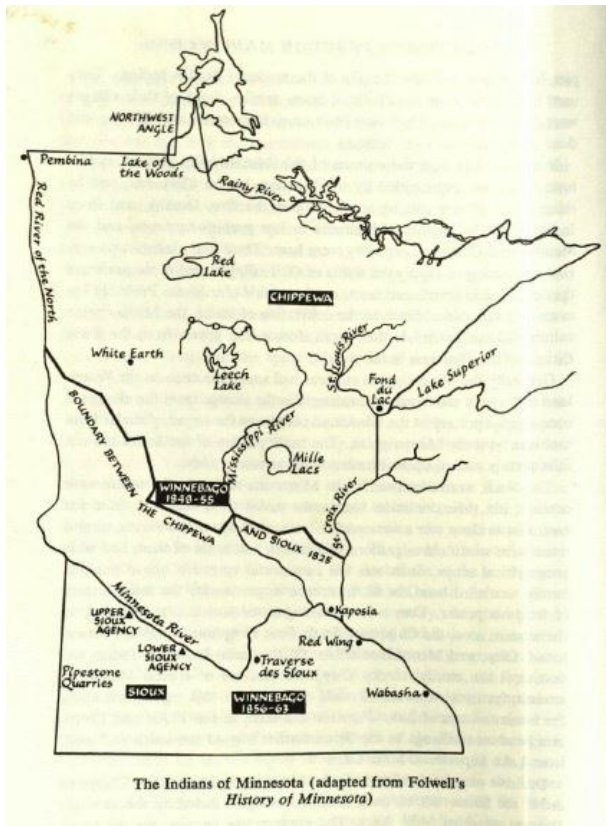 NORTHWEST
ANGLE
Pembina
Lake of
the Woods
Rainy River
Red River of the North
Red
Lake
CHIPPEWA
White Earth
Leech
Lake
St. Louis River
Fond
du
Lac
Lake Superior
Mississippi River
Mille
Lacs
BOUNDARY BETWEEN
THE CHIPPEWA
AND SIOUX 1825
WINNEBAGO
1848-55
St. Croix River
Minnesota River
UPPER
SIOUX
AGENCY
LOWER
SIOUX
AGENCY
Kaposia
Red Wing
Traverse
des Sioux
Pipestone
Quarries
SIOUX
WINNEBAGO
1856-63
Wabasha
The Indians of Minnesota (adapted from Folwell's
History of Minnesota)